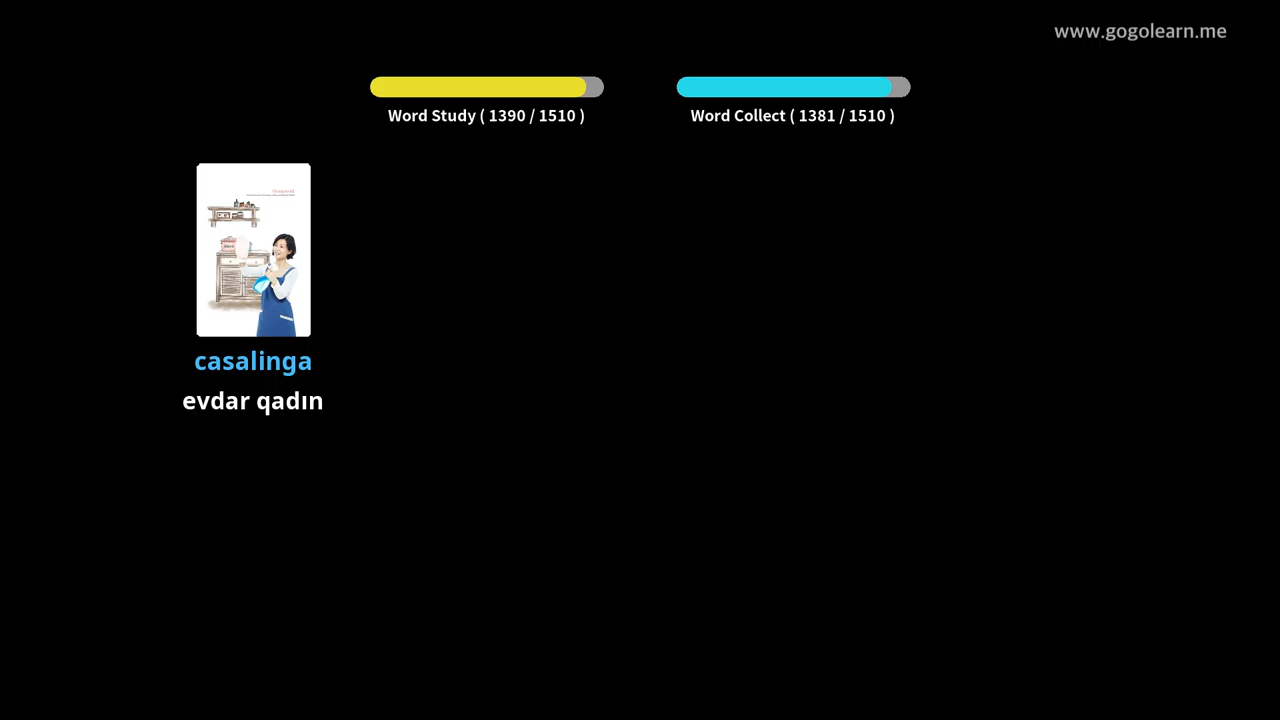 www.gogolearn.me
Word Study ( 1390 / 1510 )
Word Collect ( 1381 / 1510 )
casalinga
evdar qadın